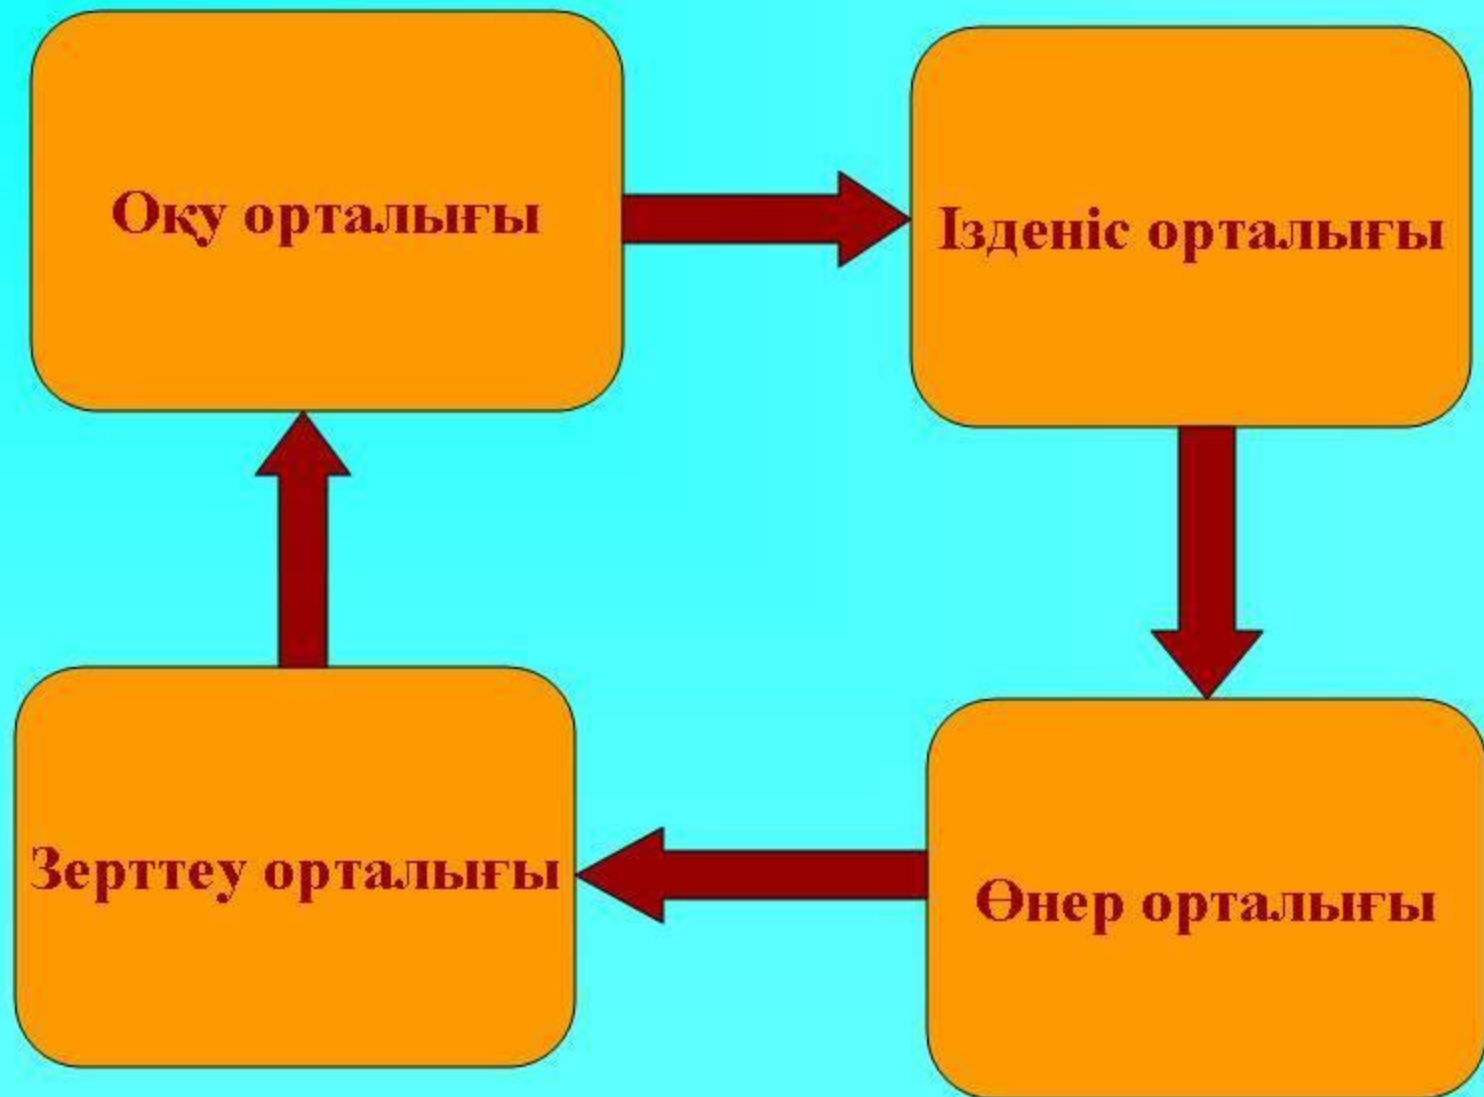 Оқу орталығы
Ізденіс орталығы
Зерттеу орталығы
Өнер орталығы